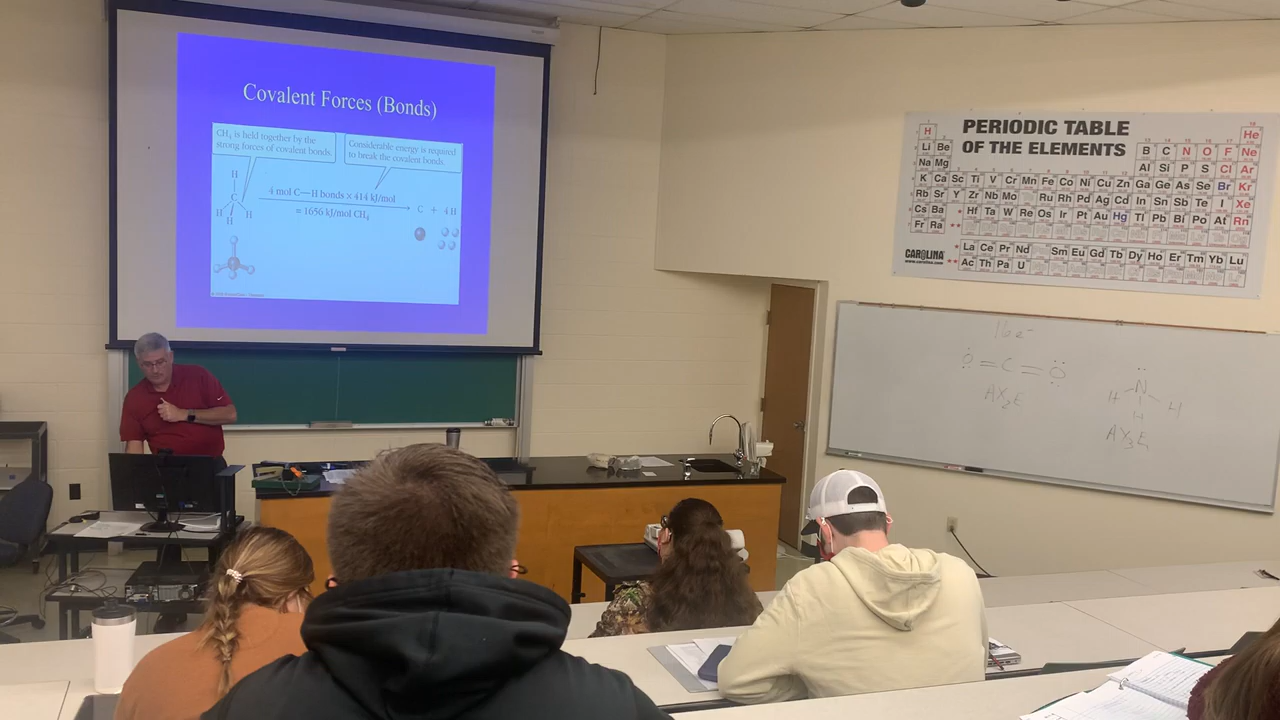 Covalent Forces (Bonds)
CH₄ is held together by the
strong forces of covalent bonds.
Considerable energy is required
to break the covalent bonds.
H
C
H H H
4 mol C—H bonds × 414 kJ/mol
= 1656 kJ/mol CH₄
C + 4 H
PERIODIC TABLE
OF THE ELEMENTS
H He
Li Be B C N O F Ne
Na Mg Al Si P S Cl Ar
K Ca Sc Ti V Cr Mn Fe Co Ni Cu Zn Ga Ge As Se Br Kr
Rb Sr Y Zr Nb Mo Ru Rh Pd Ag Cd In Sn Sb Te I Xe
Cs Ba Hf Ta W Re Os Ir Pt Au Hg Tl Pb Bi Po At Rn
Fr Ra
La Ce Pr Nd Sm Eu Gd Tb Dy Ho Er Tm Yb Lu
Ac Th Pa U
CAROLINA
www.carolina.com
16 e⁻
O = C = O
AX₂E
N
H H
H
AX₃E